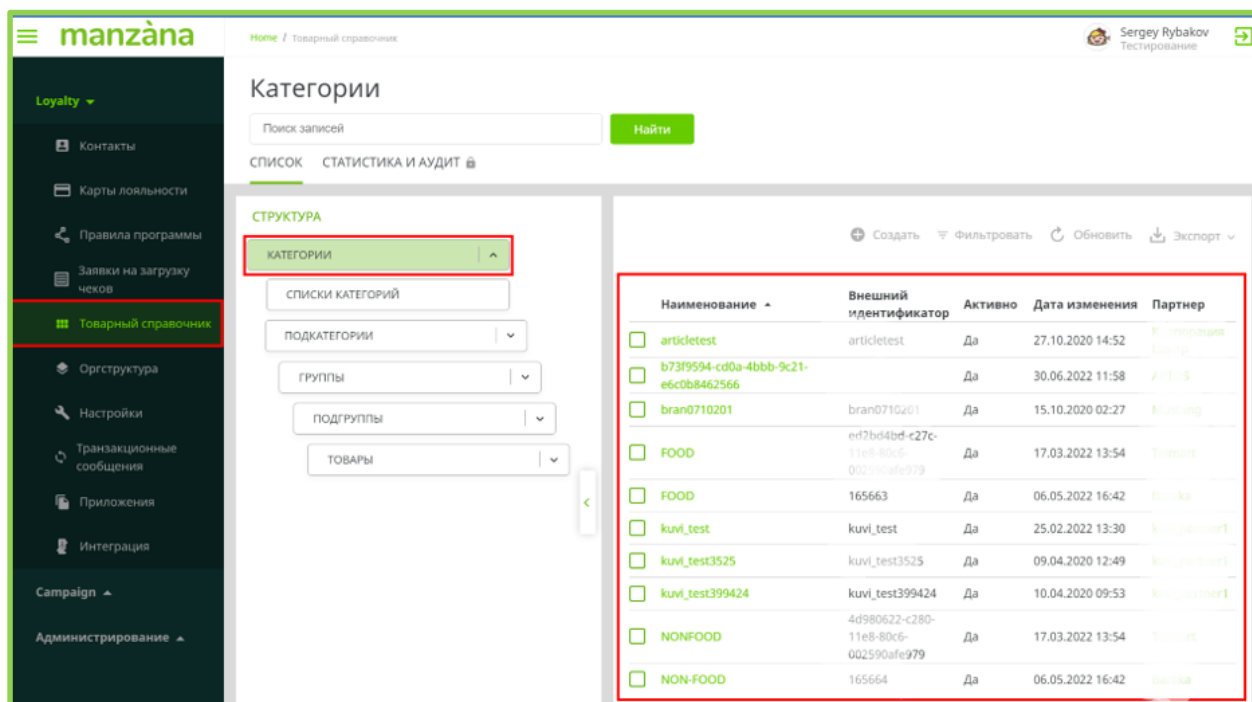 manzàna
Home / Товарный справочник
Sergey Rybakov
Тестирование
Loyalty
Контакты
Карты лояльности
Правила программы
Заявки на загрузку
чеков
Товарный справочник
Оргструктура
Настройки
Транзакционные
сообщения
Приложения
Интеграция
Campaign
Администрирование
Категории
Поиск записей
Найти
СПИСОК СТАТИСТИКА И АУДИТ
СТРУКТУРА
КАТЕГОРИИ
СПИСКИ КАТЕГОРИЙ
ПОДКАТЕГОРИИ
ГРУППЫ
ПОДГРУППЫ
ТОВАРЫ
Создать Фильтровать Обновить Экспорт
Наименование Внешний идентификатор Активно Дата изменения Партнер
articletest articletest Да 27.10.2020 14:52
b73f9594-cd0a-4bbb-9c21-
e6c0b8462566 Да 30.06.2022 11:58
bran0710201 bran0710201 Да 15.10.2020 02:27
ed2bd4bd-c27c-
FOOD 11e8-80c6- Да 17.03.2022 13:54
002590afe979
FOOD 165663 Да 06.05.2022 16:42
kuvi_test kuvi_test Да 25.02.2022 13:30
kuvi_test3525 kuvi_test3525 Да 09.04.2020 12:49
kuvi_test399424 kuvi_test399424 Да 10.04.2020 09:53
4d980622-c280-
NONFOOD 11e8-80c6- Да 17.03.2022 13:54
002590afe979
NON-FOOD 165664 Да 06.05.2022 16:42